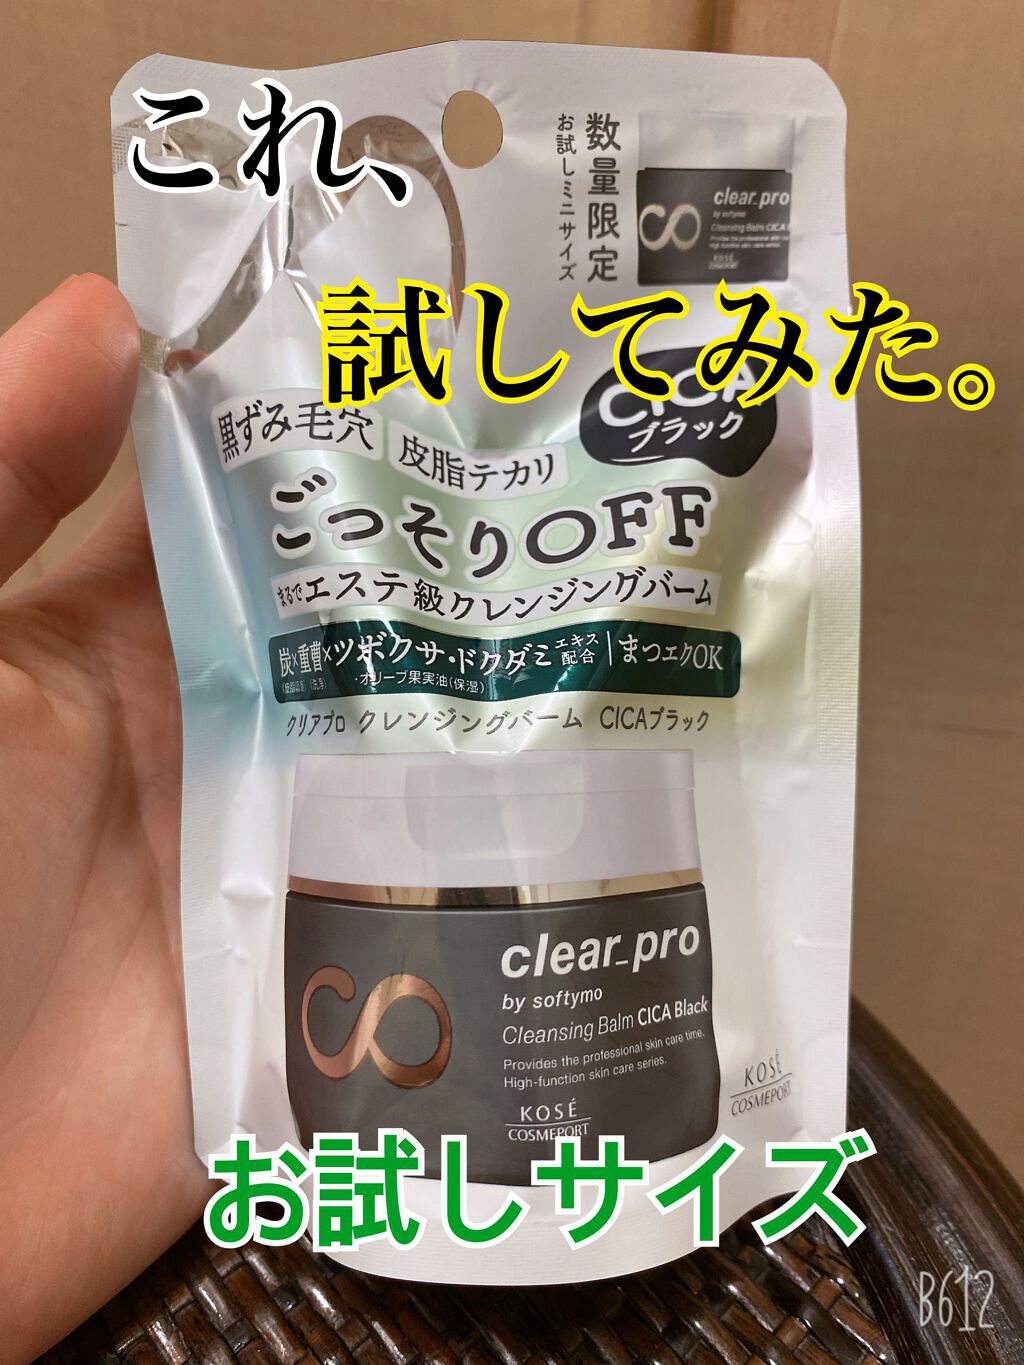 これ、
数量限定
お試しミニサイズ
clear_pro
by softymo
Cleansing Balm CICA
KOSÉ
COSMEPORT
試してみた。
CICA
ブラック
黒ずみ毛穴
皮脂テカリ
ごっそりOFF
まるでエステ級クレンジングバーム
炭×重曹×ツボクサ・ドクダミエキス配合|まつエクOK
(洗浄)
・オリーブ果実油(保湿)
クリアプロ クレンジングバーム CICAブラック
clear_pro
by softymo
Cleansing Balm CICA Black
Provides the professional skin care time.
High-function skin care series.
KOSÉ
COSMEPORT
KOSÉ
COSMEPORT
お試しサイズ
B612